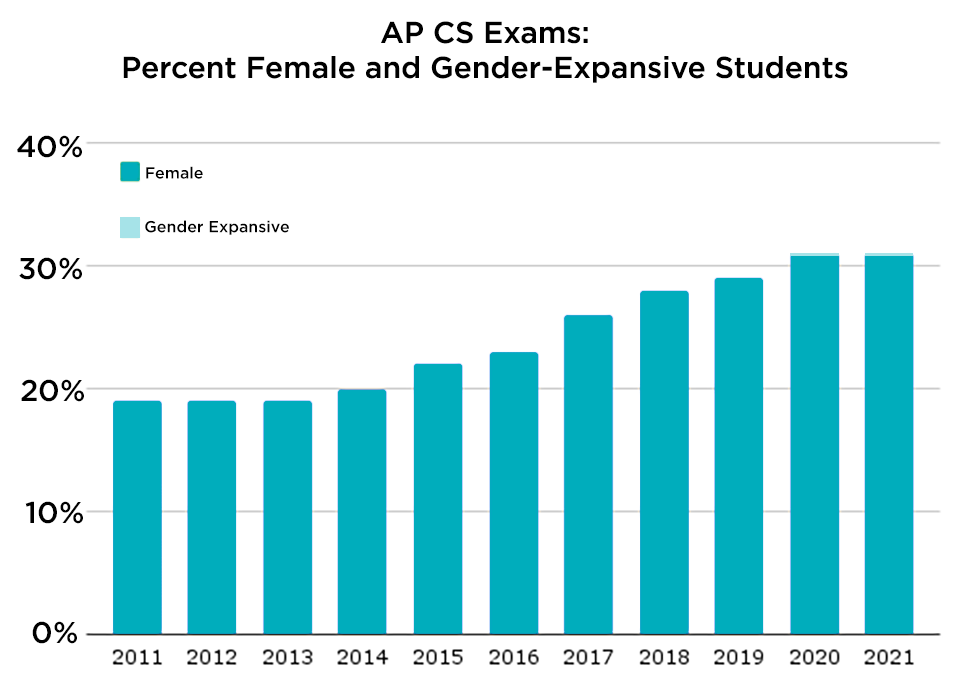 AP CS Exams:
Percent Female and Gender-Expansive Students
40%
Female
Gender Expansive
30%
20%
10%
0%
2011 2012 2013 2014 2015 2016 2017 2018 2019 2020 2021